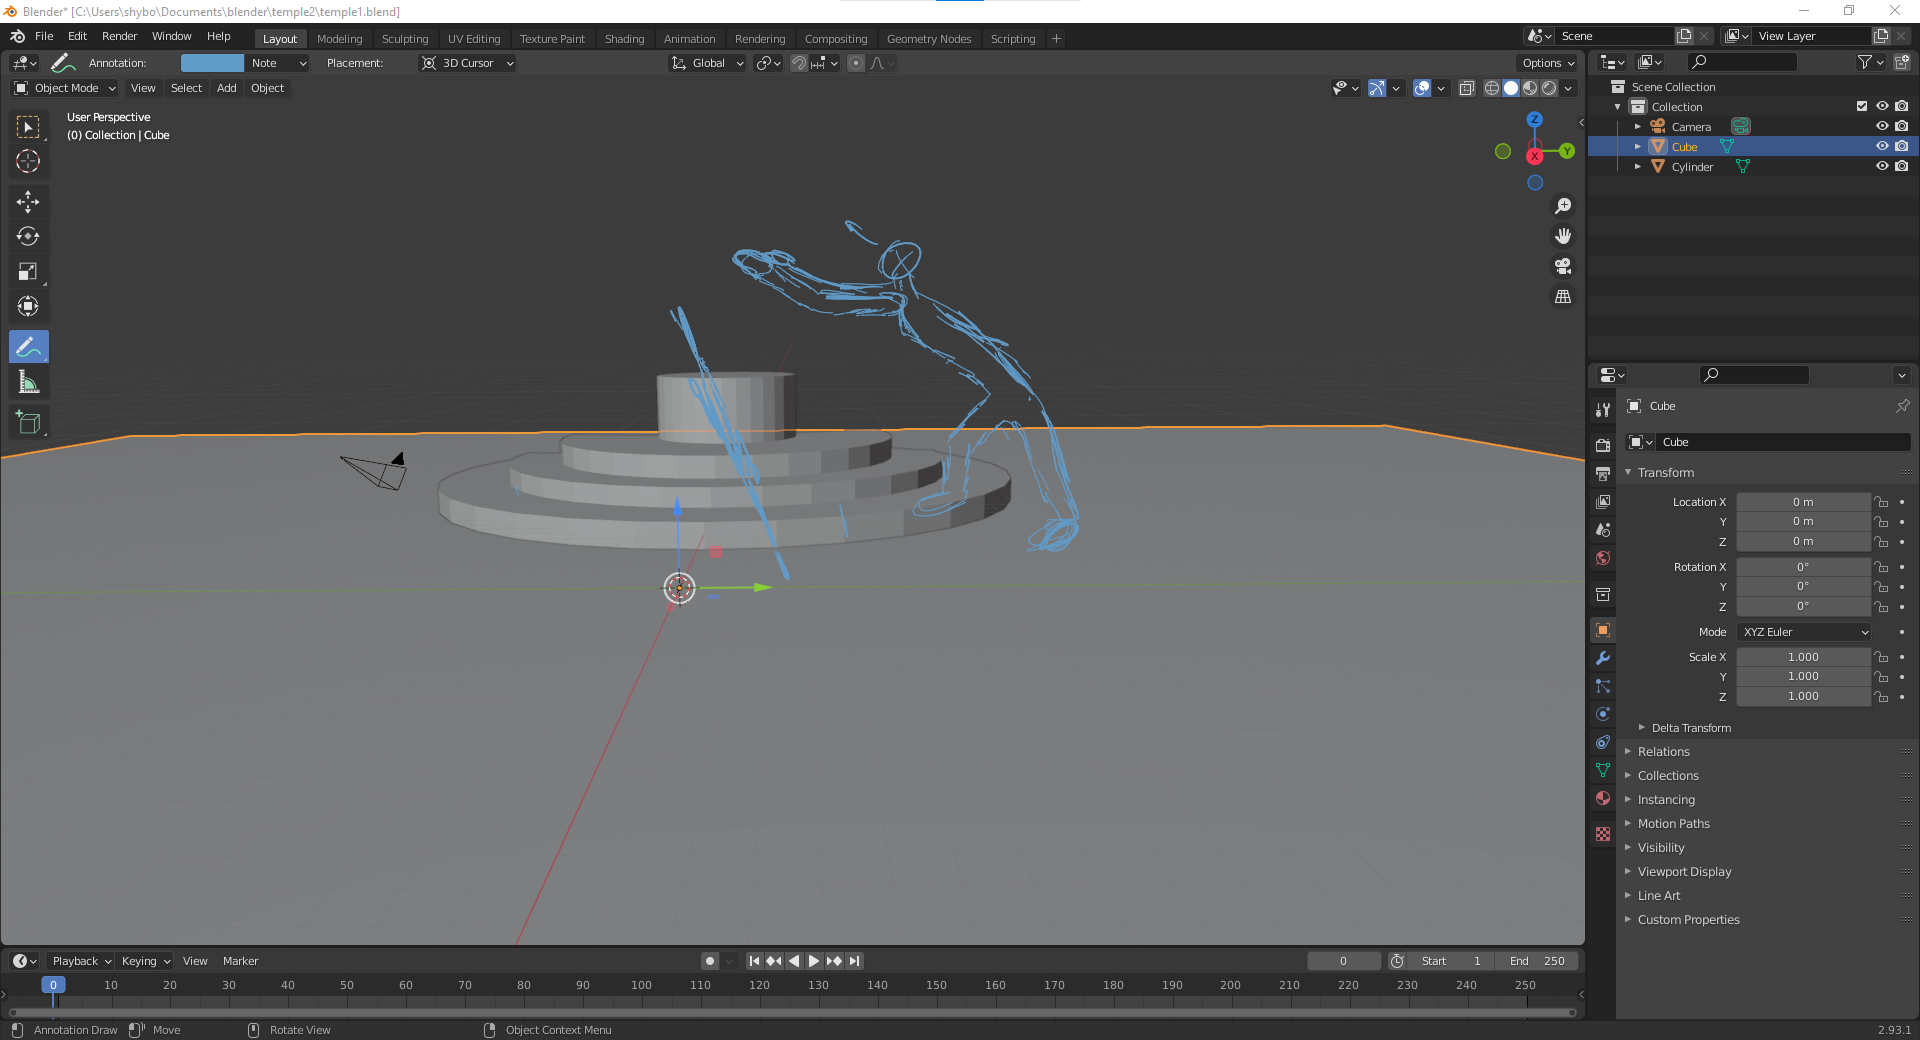 Blender* [C:\Users\shybo\Documents\blender\temple2\temple1.blend]
File Edit Render Window Help Layout Modeling Sculpting UV Editing Texture Paint Shading Animation Rendering Compositing Geometry Nodes Scripting + Scene View Layer
Annotation: Note Placement: 3D Cursor Global Options
Object Mode View Select Add Object
User Perspective
(0) Collection | Cube
Z
Y
X
Scene Collection
Collection
Camera
Cube
Cylinder
Cube
Cube
Transform
Location X 0 m
Y 0 m
Z 0 m
Rotation X 0°
Y 0°
Z 0°
Mode XYZ Euler
Scale X 1.000
Y 1.000
Z 1.000
Delta Transform
Relations
Collections
Instancing
Motion Paths
Visibility
Viewport Display
Line Art
Custom Properties
Playback Keying View Marker 0 Start 1 End 250
0 10 20 30 40 50 60 70 80 90 100 110 120 130 140 150 160 170 180 190 200 210 220 230 240 250
Annotation Draw Move Rotate View Object Context Menu 2.93.1